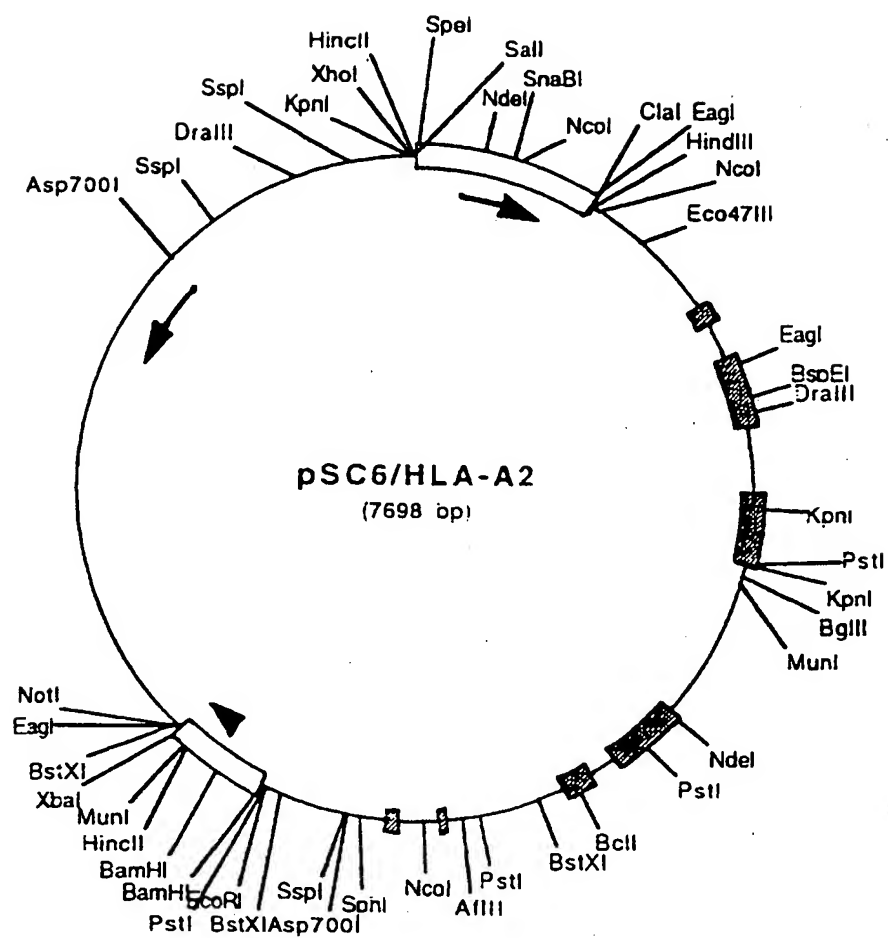 SpeI
HincII
SalI
XhoI
SnaBI
SspI
NdeI
KpnI
NcoI
ClaI
EagI
DraIII
HindIII
SspI
NcoI
Asp700I
Eco47III
EagI
BspEI
DraIII
pSC6/HLA-A2
(7698 bp)
KpnI
PstI
KpnI
BglII
MunI
NotI
EagI
NdeI
BstXI
PstI
XbaI
MunI
HincII
BclI
BamHI
BstXI
BamHI
EcoRI
SspI
NcoI
PstI
SphI
AflII
PstI
BstXI
Asp700I